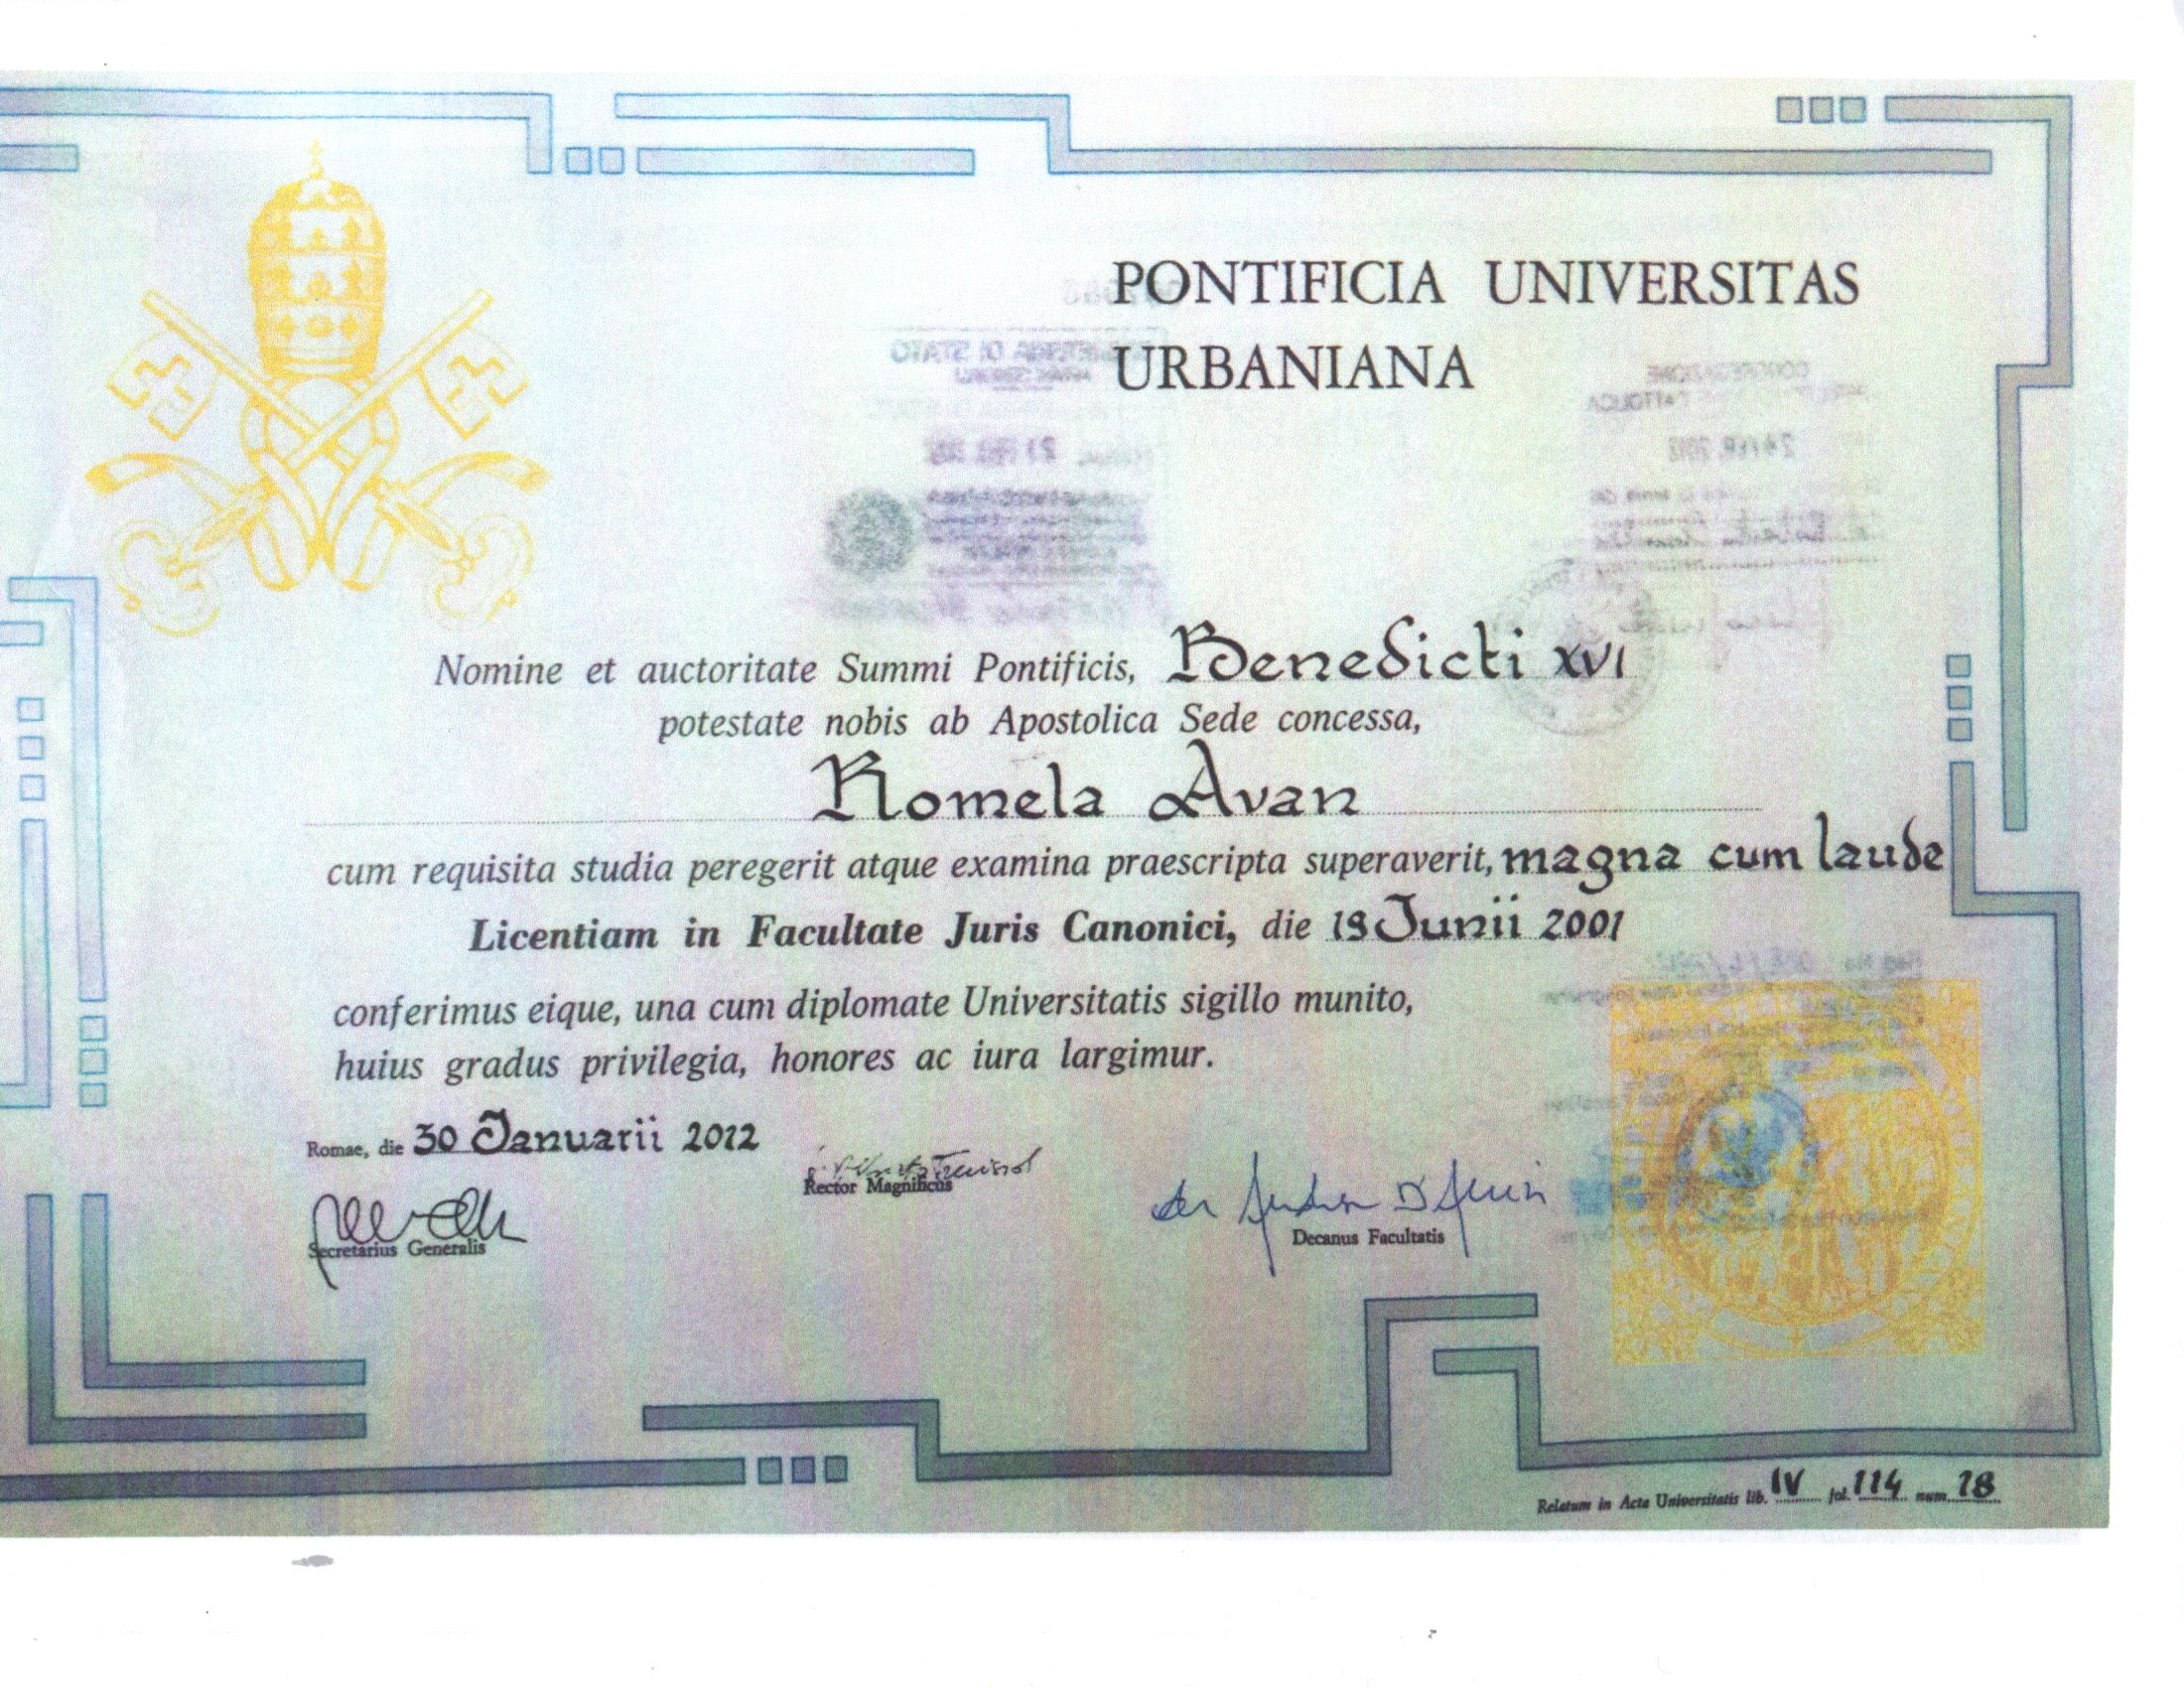 PONTIFICIA UNIVERSITAS
URBANIANA
Nomine et auctoritate Summi Pontificis, Benedicti XVI
potestate nobis ab Apostolica Sede concessa,
Romela Avan
cum requisita studia peregerit atque examina praescripta superaverit, magna cum laude
Licentiam in Facultate Juris Canonici, die 19 Junii 2001
conferimus eique, una cum diplomate Universitatis sigillo munito,
huius gradus privilegia, honores ac iura largimur.
Romae, die 30 Januarii 2012
Rector Magnificus
Decanus Facultatis
Secretarius Generalis
Relatum in Acta Universitatis lib. IV fol. 114 num. 18